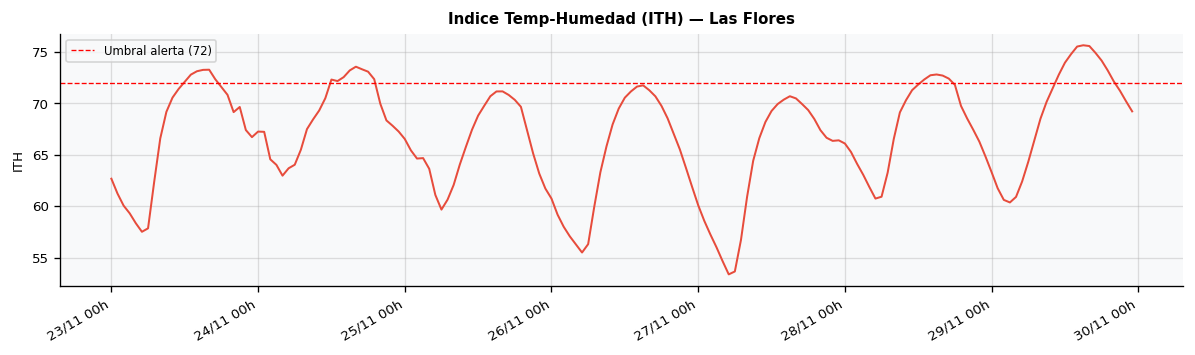 Indice Temp-Humedad (ITH) — Las Flores
Umbral alerta (72)
75
70
65
60
55
ITH
23/11 00h
24/11 00h
25/11 00h
26/11 00h
27/11 00h
28/11 00h
29/11 00h
30/11 00h